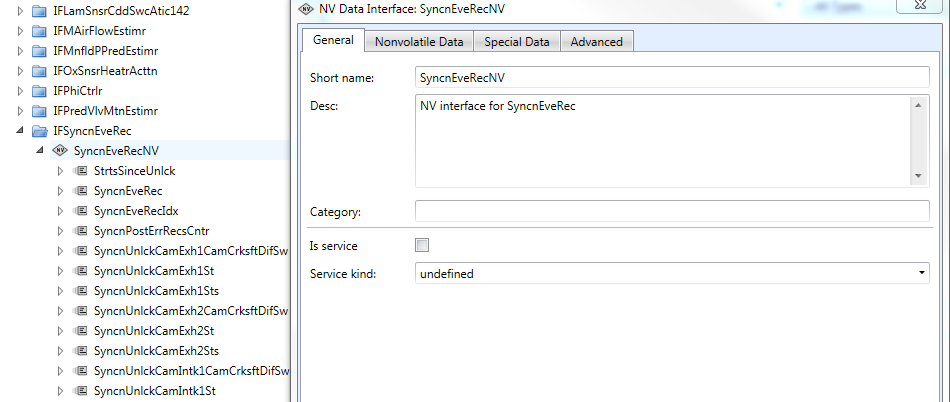 IFLamSnsrCddSwcAtic142
IFMAirFlowEstimr
IFMnfldPPredEstimr
IFOxSnsrHeatrActtn
IFPhiCtrlr
IFPredVlvMtnEstimr
IFSyncnEveRec
NV SyncnEveRecNV
StrtsSinceUnlck
SyncnEveRec
SyncnEveRecIdx
SyncnPostErrRecsCntr
SyncnUnlckCamExh1CamCrksftDifSw
SyncnUnlckCamExh1St
SyncnUnlckCamExh1Sts
SyncnUnlckCamExh2CamCrksftDifSw
SyncnUnlckCamExh2St
SyncnUnlckCamExh2Sts
SyncnUnlckCamIntk1CamCrksftDifSw
SyncnUnlckCamIntk1St
NV NV Data Interface: SyncnEveRecNV
General Nonvolatile Data Special Data Advanced
Short name: SyncnEveRecNV
Desc: NV interface for SyncnEveRec
Category:
Is service
Service kind: undefined